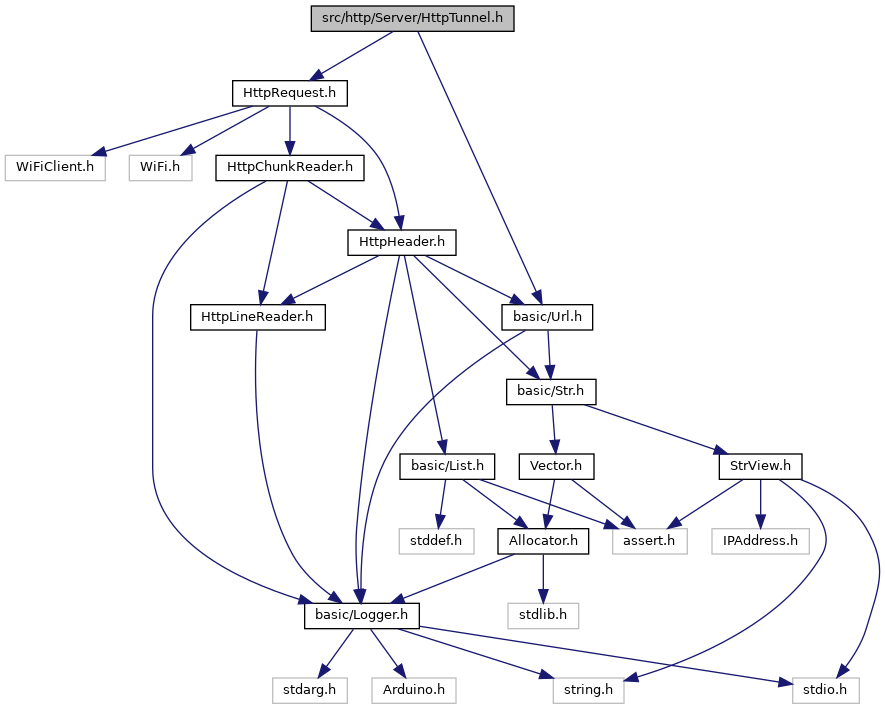 src/http/Server/HttpTunnel.h
HttpRequest.h
WiFiClient.h
WiFi.h
HttpChunkReader.h
HttpHeader.h
HttpLineReader.h
basic/Url.h
basic/Str.h
basic/List.h
Vector.h
StrView.h
stddef.h
Allocator.h
assert.h
IPAddress.h
basic/Logger.h
stdlib.h
stdarg.h
Arduino.h
string.h
stdio.h